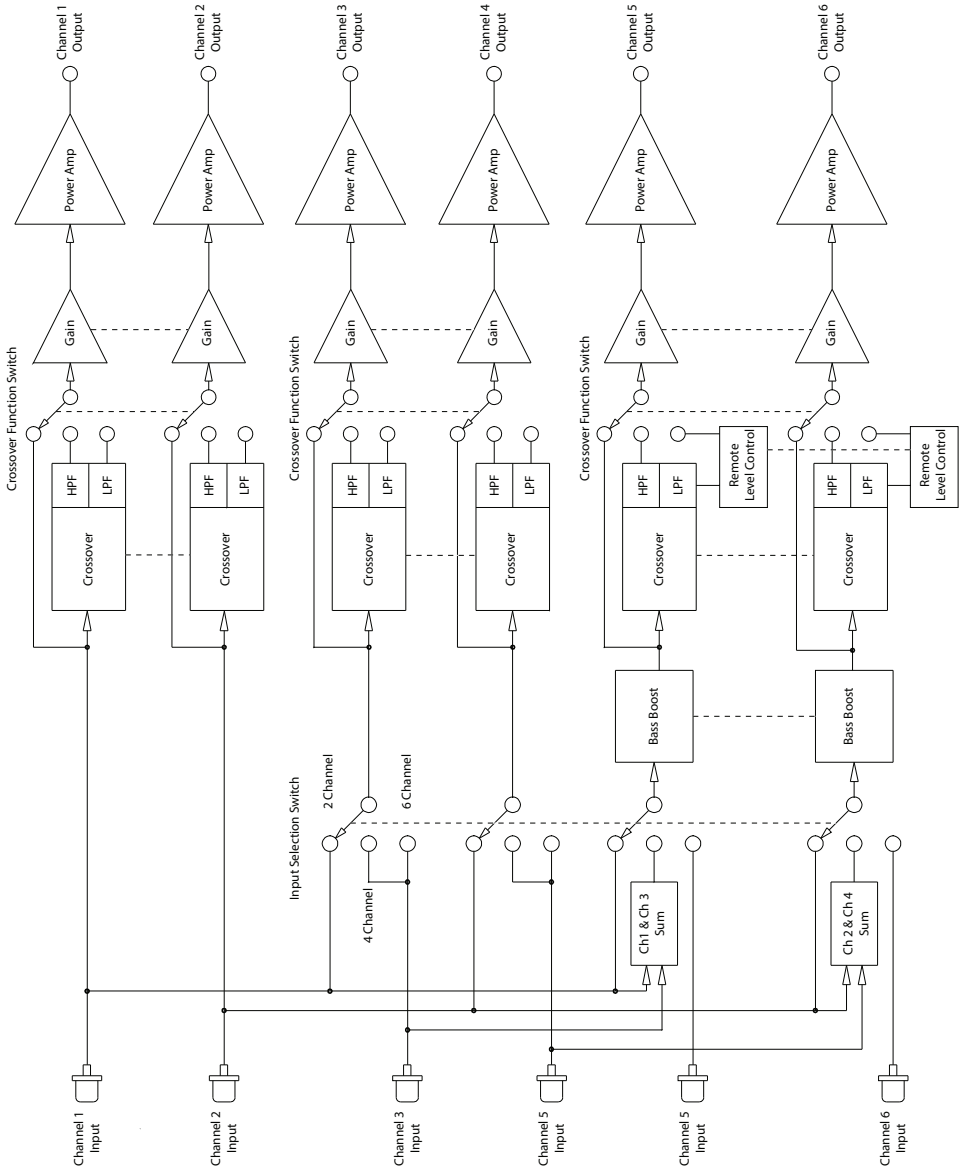 Channel 1
Output
Channel 2
Output
Channel 3
Output
Channel 4
Output
Channel 5
Output
Channel 6
Output
Power Amp
Power Amp
Power Amp
Power Amp
Power Amp
Power Amp
Gain
Gain
Gain
Gain
Gain
Gain
Crossover Function Switch
Crossover Function Switch
Crossover Function Switch
HPF
LPF
HPF
LPF
HPF
LPF
HPF
LPF
HPF
LPF
HPF
LPF
Remote
Level Control
Remote
Level Control
Crossover
Crossover
Crossover
Crossover
Crossover
Crossover
Bass Boost
Bass Boost
Input Selection Switch
2 Channel
4 Channel
6 Channel
Ch1 & Ch 3
Sum
Ch 2 & Ch 4
Sum
Channel 1
Input
Channel 2
Input
Channel 3
Input
Channel 5
Input
Channel 5
Input
Channel 6
Input